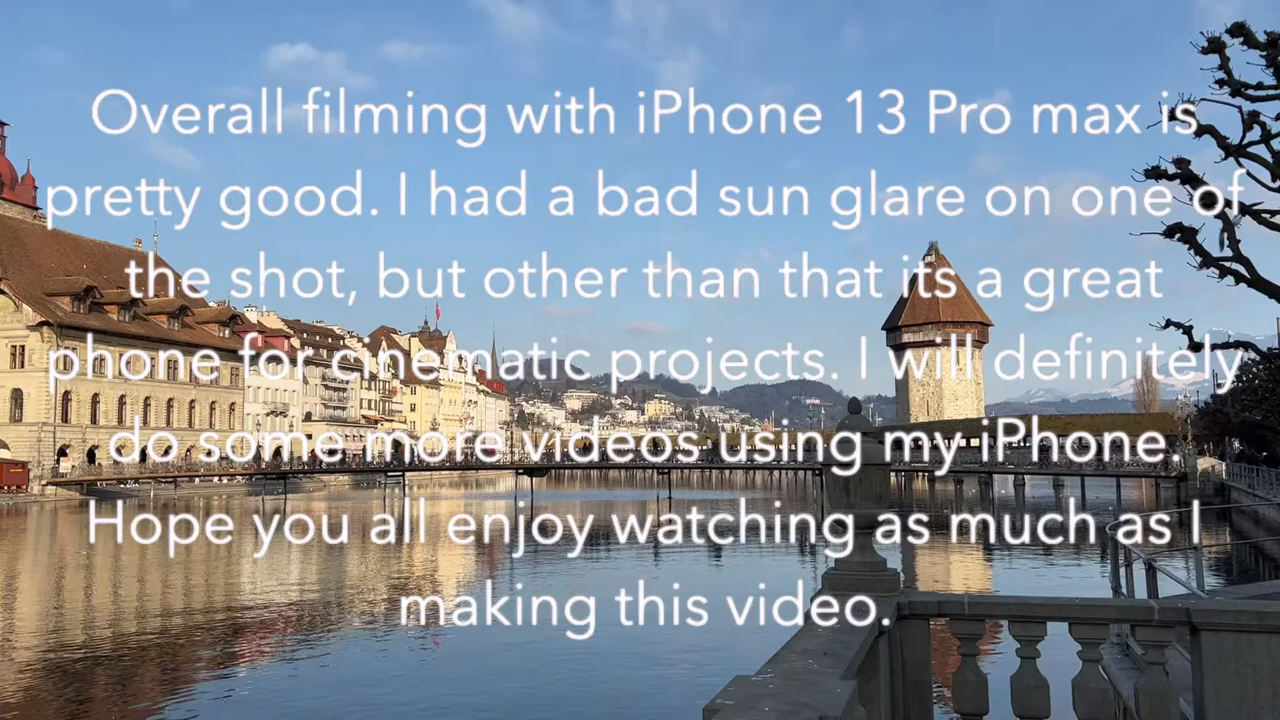 Overall filming with iPhone 13 Pro max is
pretty good. I had a bad sun glare on one of
the shot, but other than that its a great
phone for cinematic projects. I will definitely
do some more videos using my iPhone.
Hope you all enjoy watching as much as I
making this video.